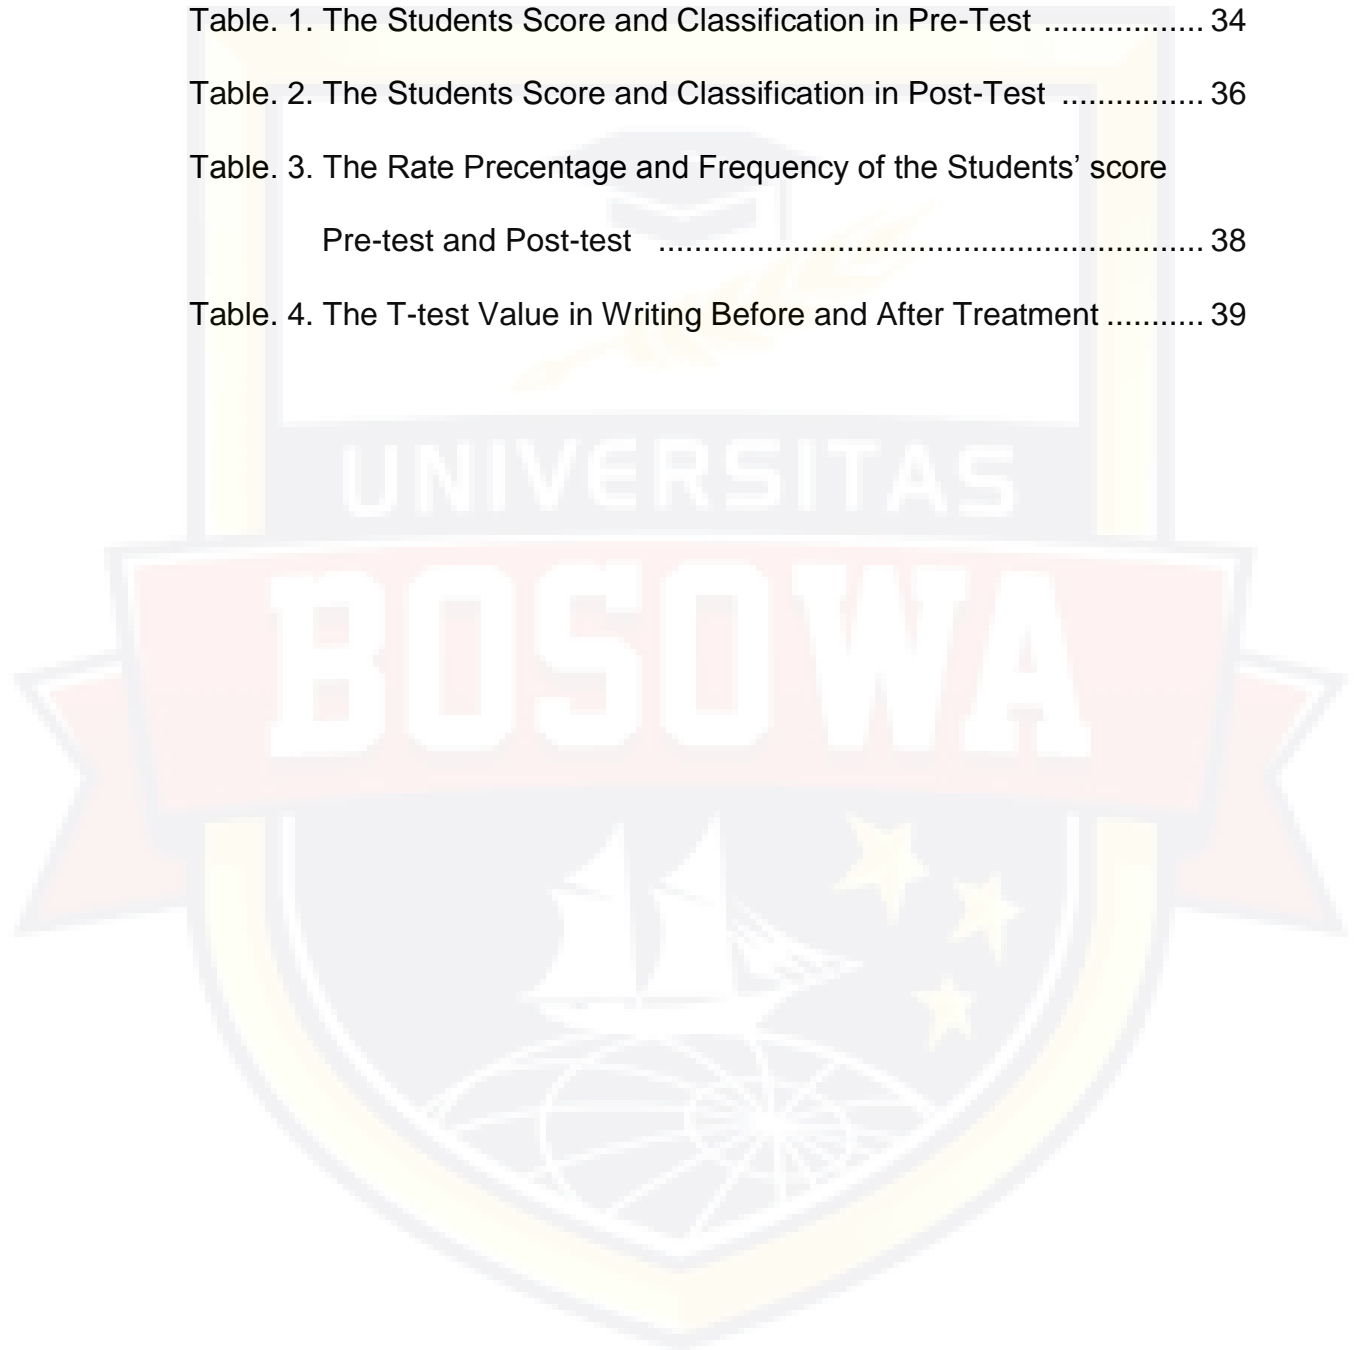 Table. 1. The Students Score and Classification in Pre-Test .................. 34
Table. 2. The Students Score and Classification in Post-Test ................ 36
Table. 3. The Rate Precentage and Frequency of the Students’ score
Pre-test and Post-test ............................................................. 38
Table. 4. The T-test Value in Writing Before and After Treatment ........... 39
UNIVERSITAS
BOSOWA